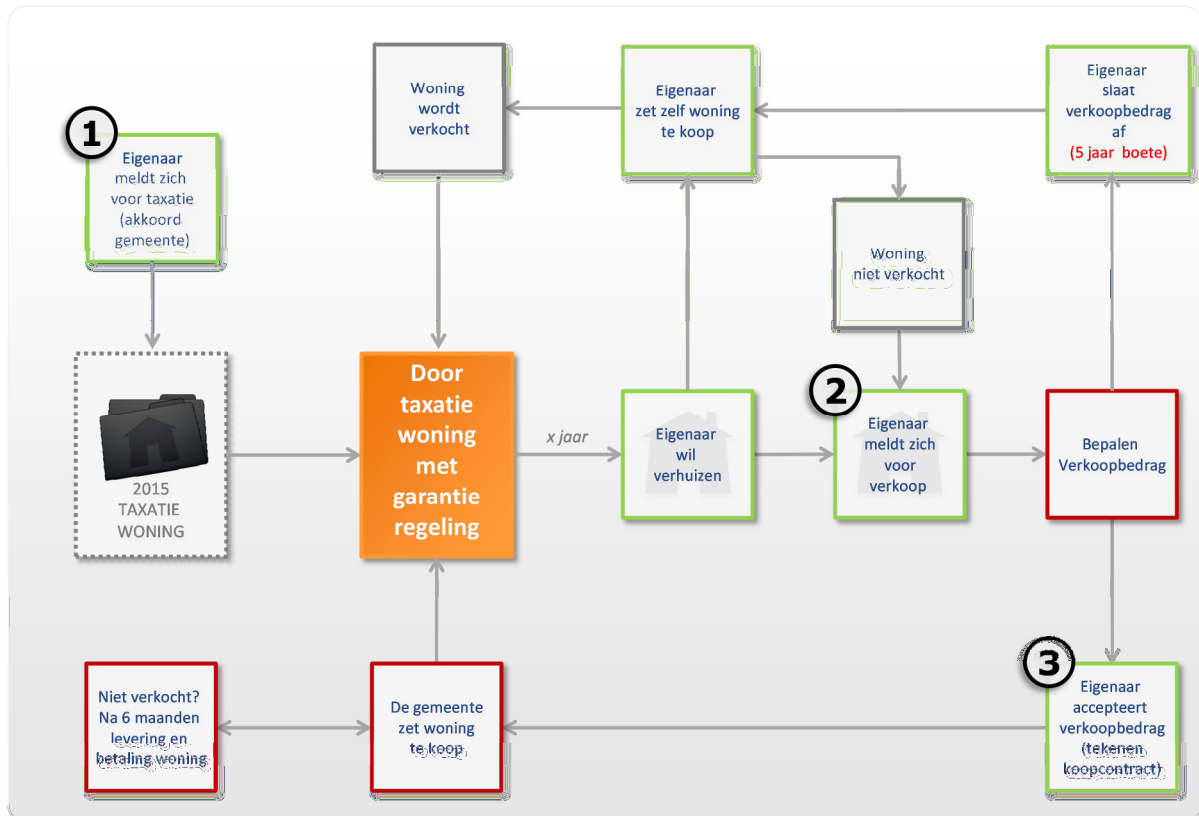 1
Eigenaar
meldt zich
voor taxatie
(akkoord
gemeente)
Woning
wordt
verkocht
Eigenaar
zet zelf woning
te koop
Eigenaar
slaat
verkoopbedrag
af
(5 jaar boete)
Woning
niet verkocht
2015
TAXATIE
WONING
Door
taxatie
woning
met
garantie
regeling
x jaar
Eigenaar
wil
verhuizen
2
Eigenaar
meldt zich
voor
verkoop
Bepalen
Verkoopbedrag
Niet verkocht?
Na 6 maanden
levering en
betaling woning
De gemeente
zet woning
te koop
3
Eigenaar
accepteert
verkoopbedrag
(tekenen
koopcontract)